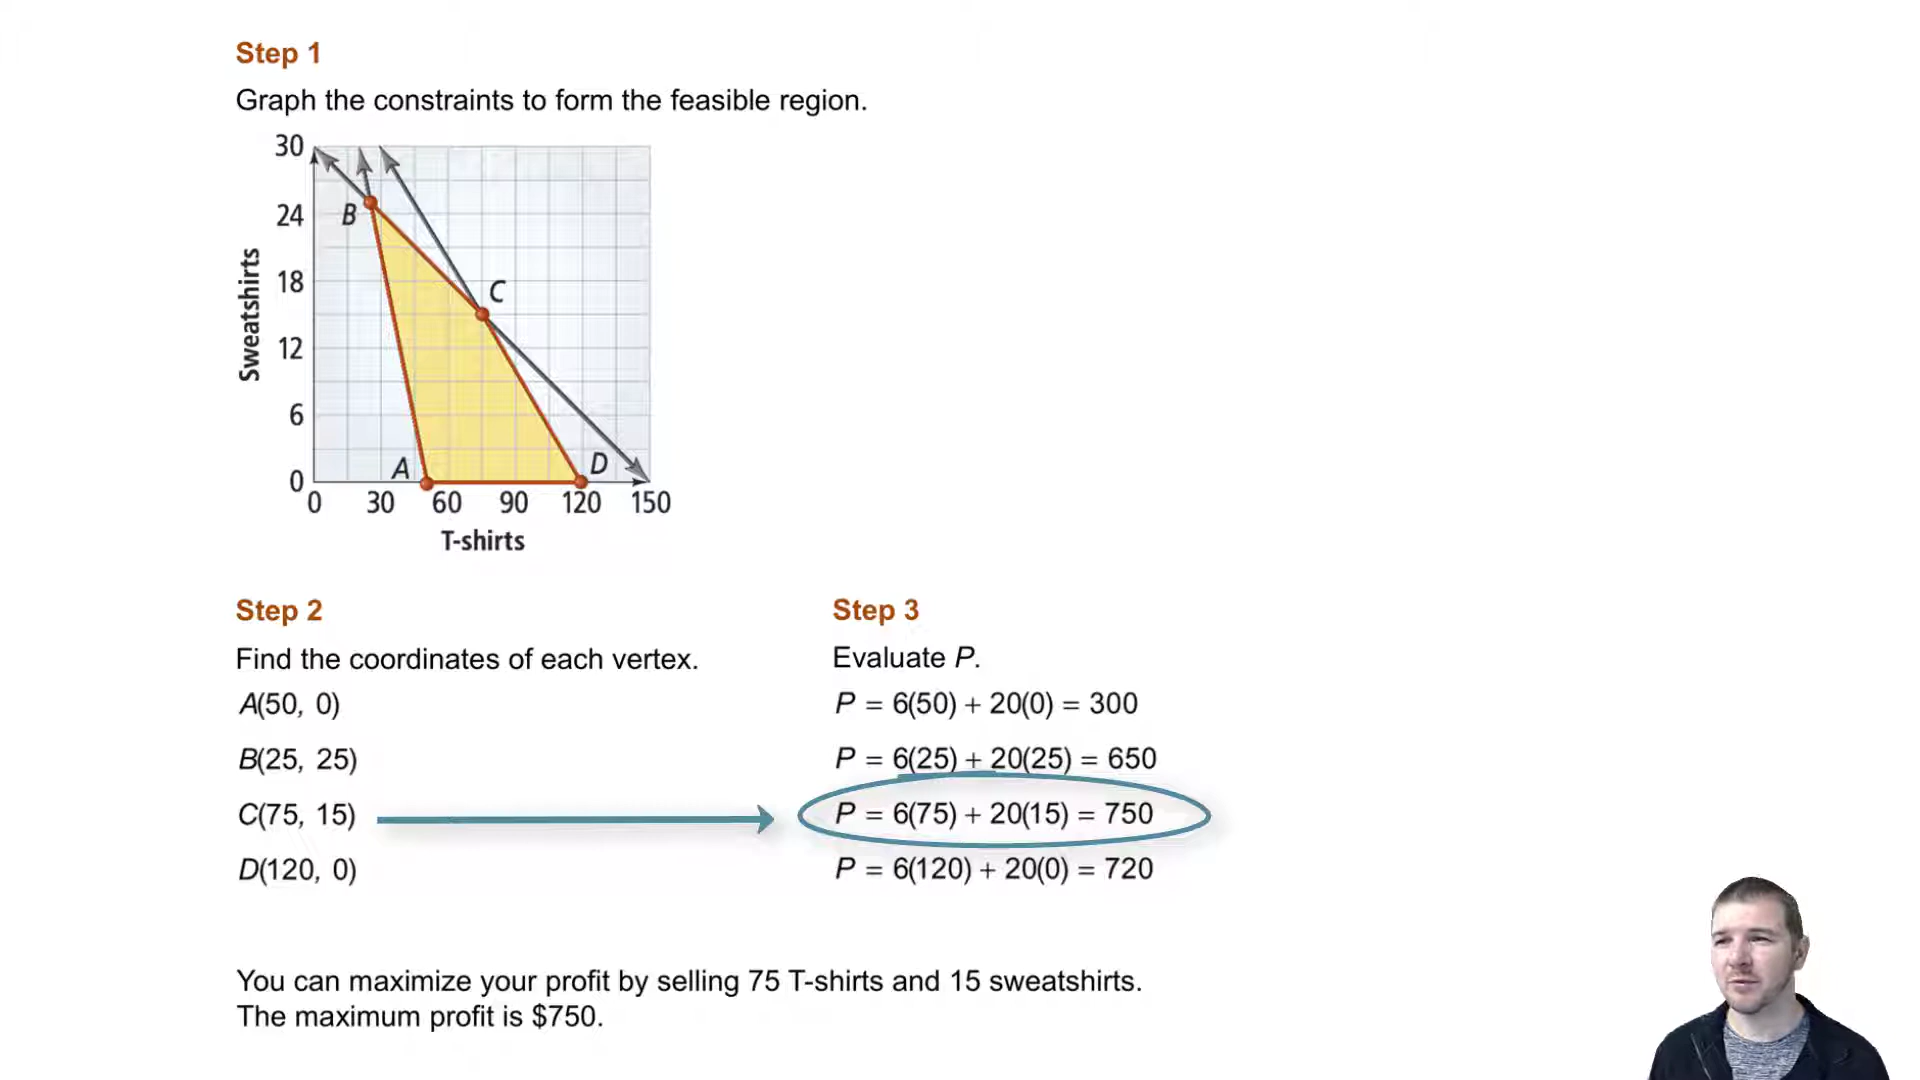 Step 1
Graph the constraints to form the feasible region.
30
24
18
12
6
0
Sweatshirts
B
C
A
D
0 30 60 90 120 150
T-shirts
Step 2
Find the coordinates of each vertex.
A(50, 0)
B(25, 25)
C(75, 15)
D(120, 0)
Step 3
Evaluate P.
P = 6(50) + 20(0) = 300
P = 6(25) + 20(25) = 650
P = 6(75) + 20(15) = 750
P = 6(120) + 20(0) = 720
You can maximize your profit by selling 75 T-shirts and 15 sweatshirts.
The maximum profit is $750.